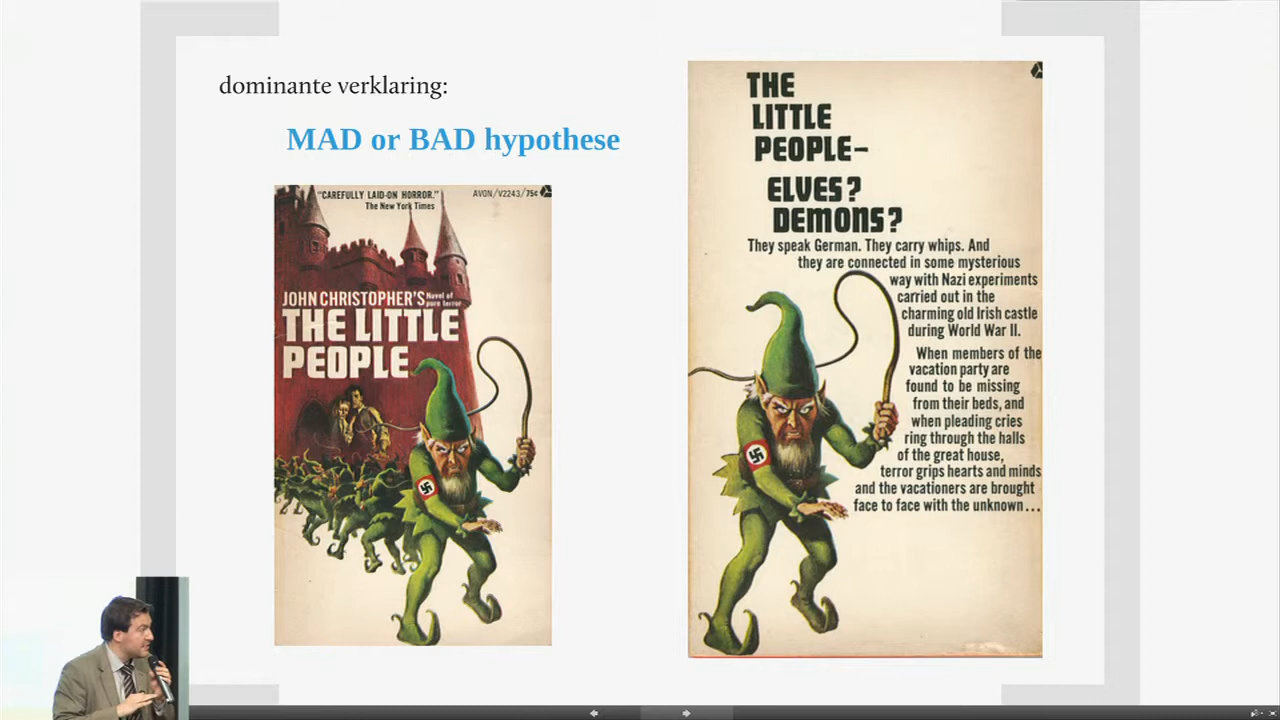 dominante verklaring:
MAD or BAD hypothese
"CAREFULLY LAID-ON HORROR."
The New York Times
AVON/V2243/75¢
JOHN CHRISTOPHER'S
Novel of
pure terror
THE LITTLE
PEOPLE
THE
LITTLE
PEOPLE–
ELVES?
DEMONS?
They speak German. They carry whips. And
they are connected in some mysterious
way with Nazi experiments
carried out in the
charming old Irish castle
during World War II.
When members of the
vacation party are
found to be missing
from their beds, and
when pleading cries
ring through the halls
of the great house,
terror grips hearts and minds
and the vacationers are brought
face to face with the unknown...